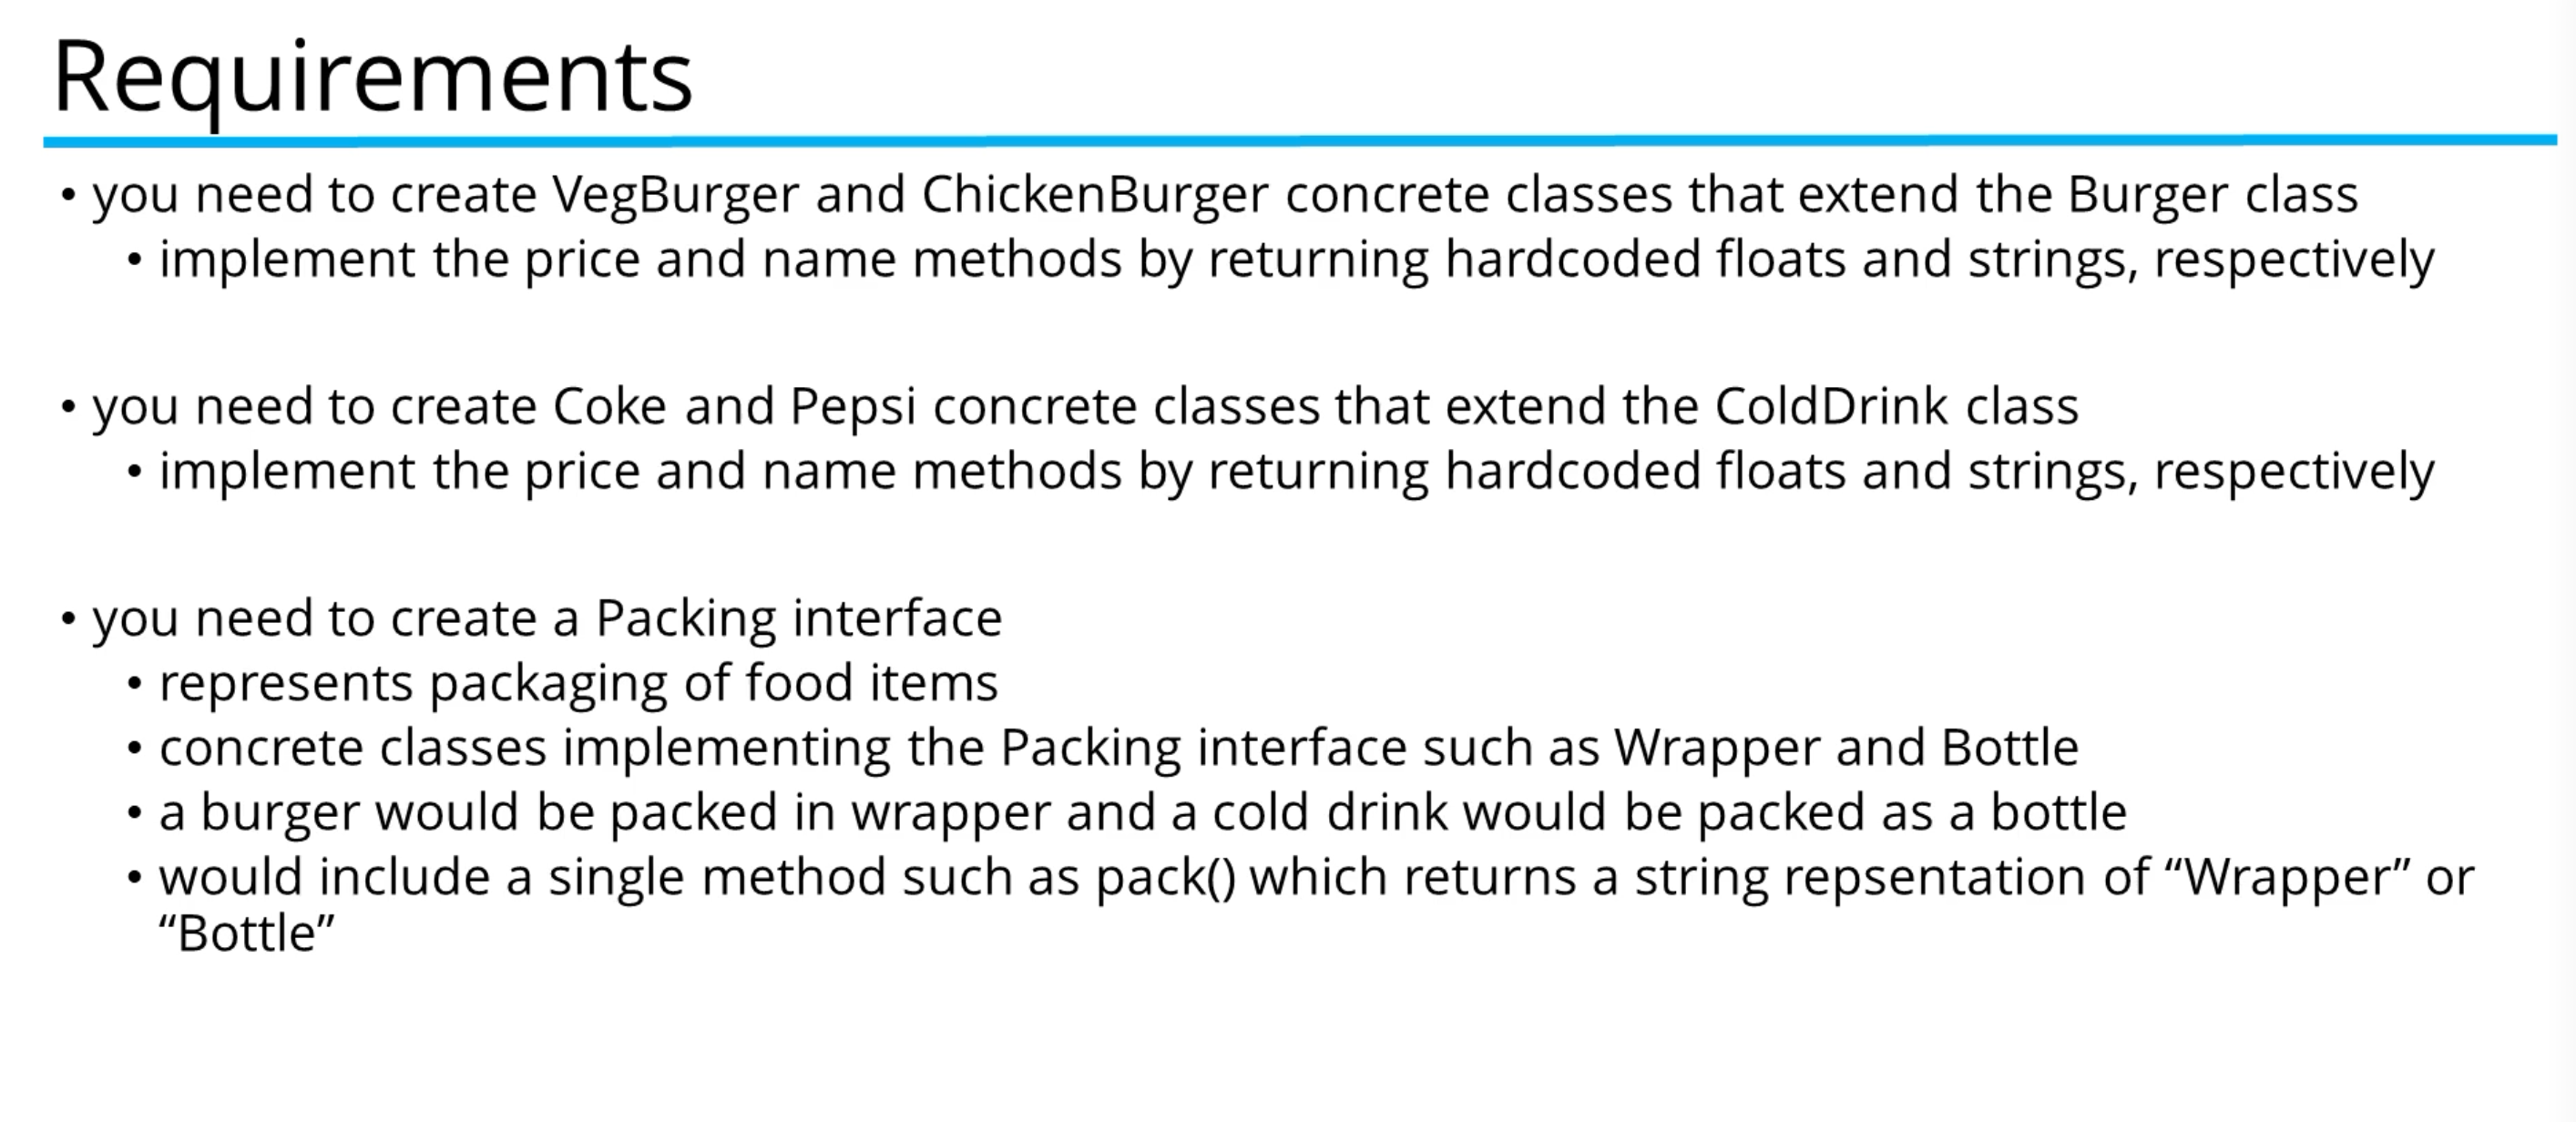 Requirements
• you need to create VegBurger and ChickenBurger concrete classes that extend the Burger class
• implement the price and name methods by returning hardcoded floats and strings, respectively
• you need to create Coke and Pepsi concrete classes that extend the ColdDrink class
• implement the price and name methods by returning hardcoded floats and strings, respectively
• you need to create a Packing interface
• represents packaging of food items
• concrete classes implementing the Packing interface such as Wrapper and Bottle
• a burger would be packed in wrapper and a cold drink would be packed as a bottle
• would include a single method such as pack() which returns a string repsentation of “Wrapper” or
“Bottle”